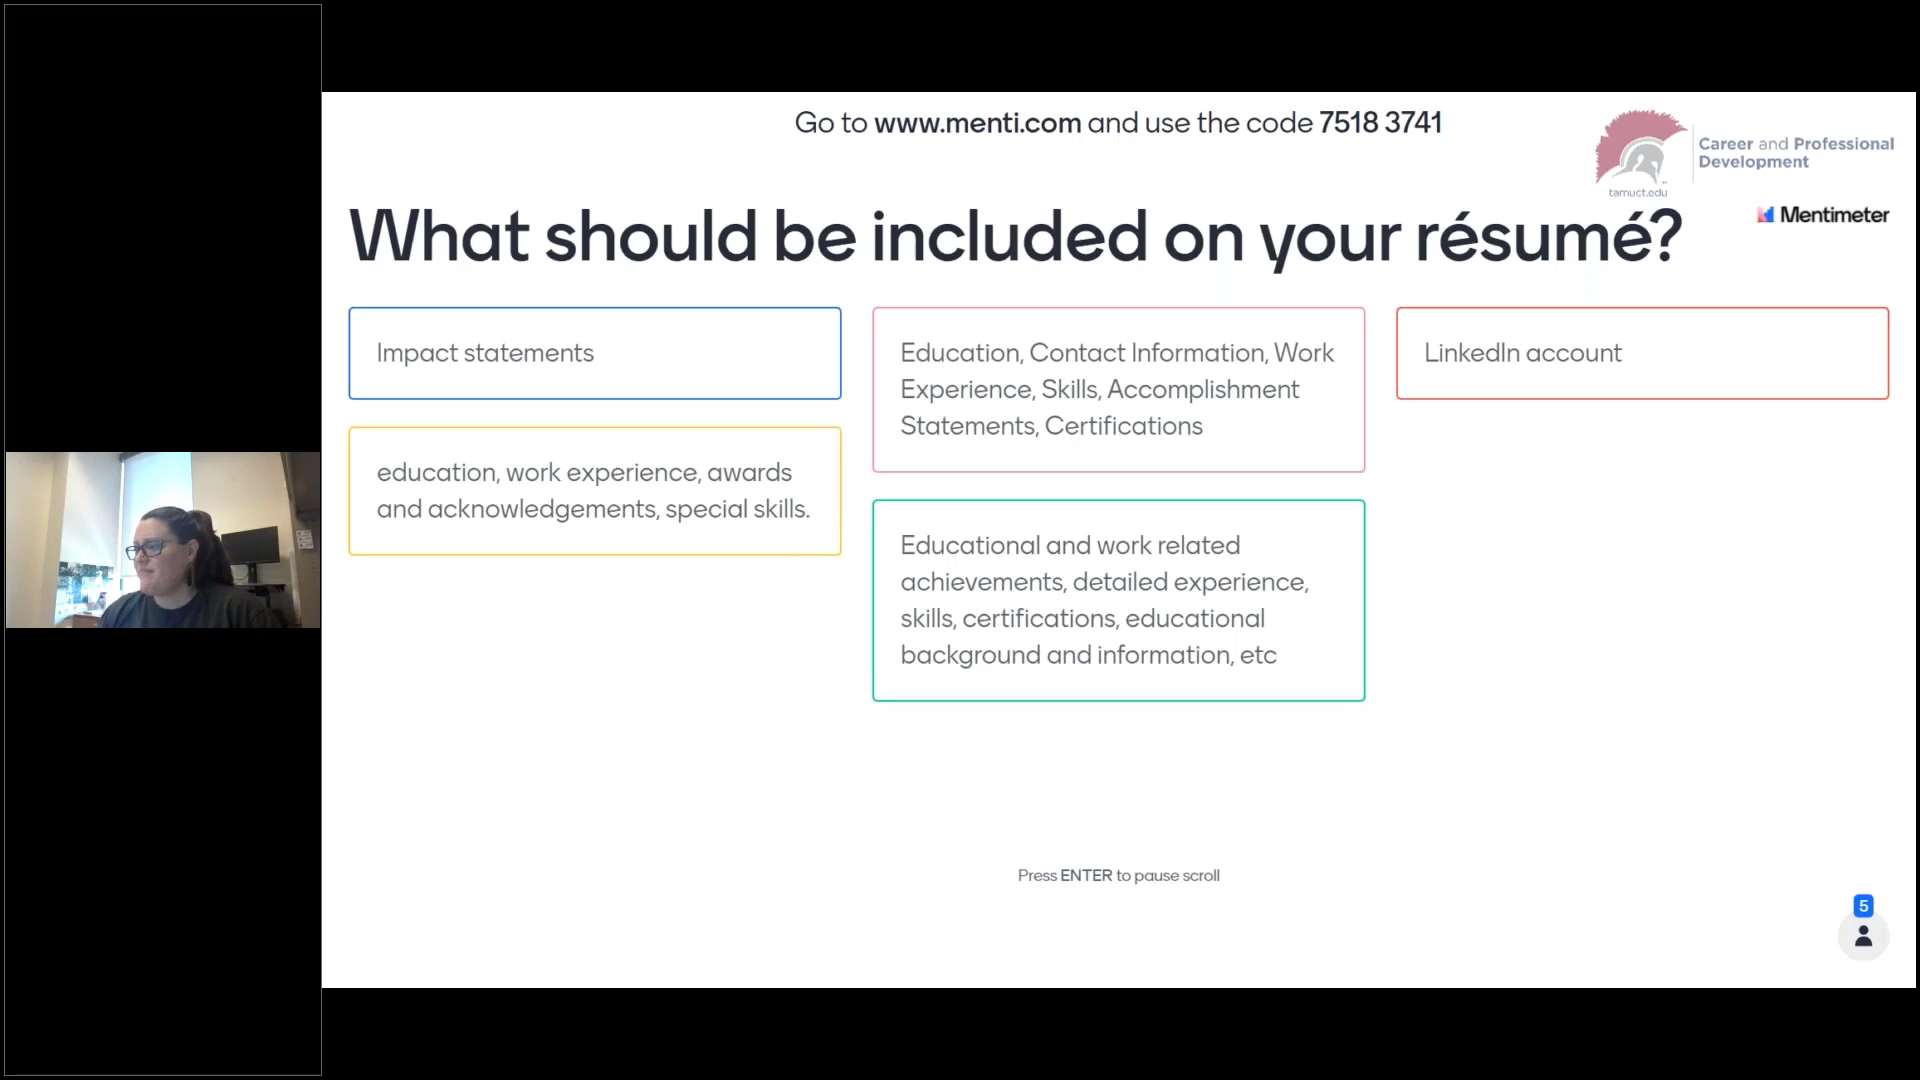 Go to www.menti.com and use the code 7518 3741
Career and Professional
Development
tamuct.edu
Mentimeter
What should be included on your résumé?
Impact statements
education, work experience, awards
and acknowledgements, special skills.
Education, Contact Information, Work
Experience, Skills, Accomplishment
Statements, Certifications
Educational and work related
achievements, detailed experience,
skills, certifications, educational
background and information, etc
LinkedIn account
Press ENTER to pause scroll
5